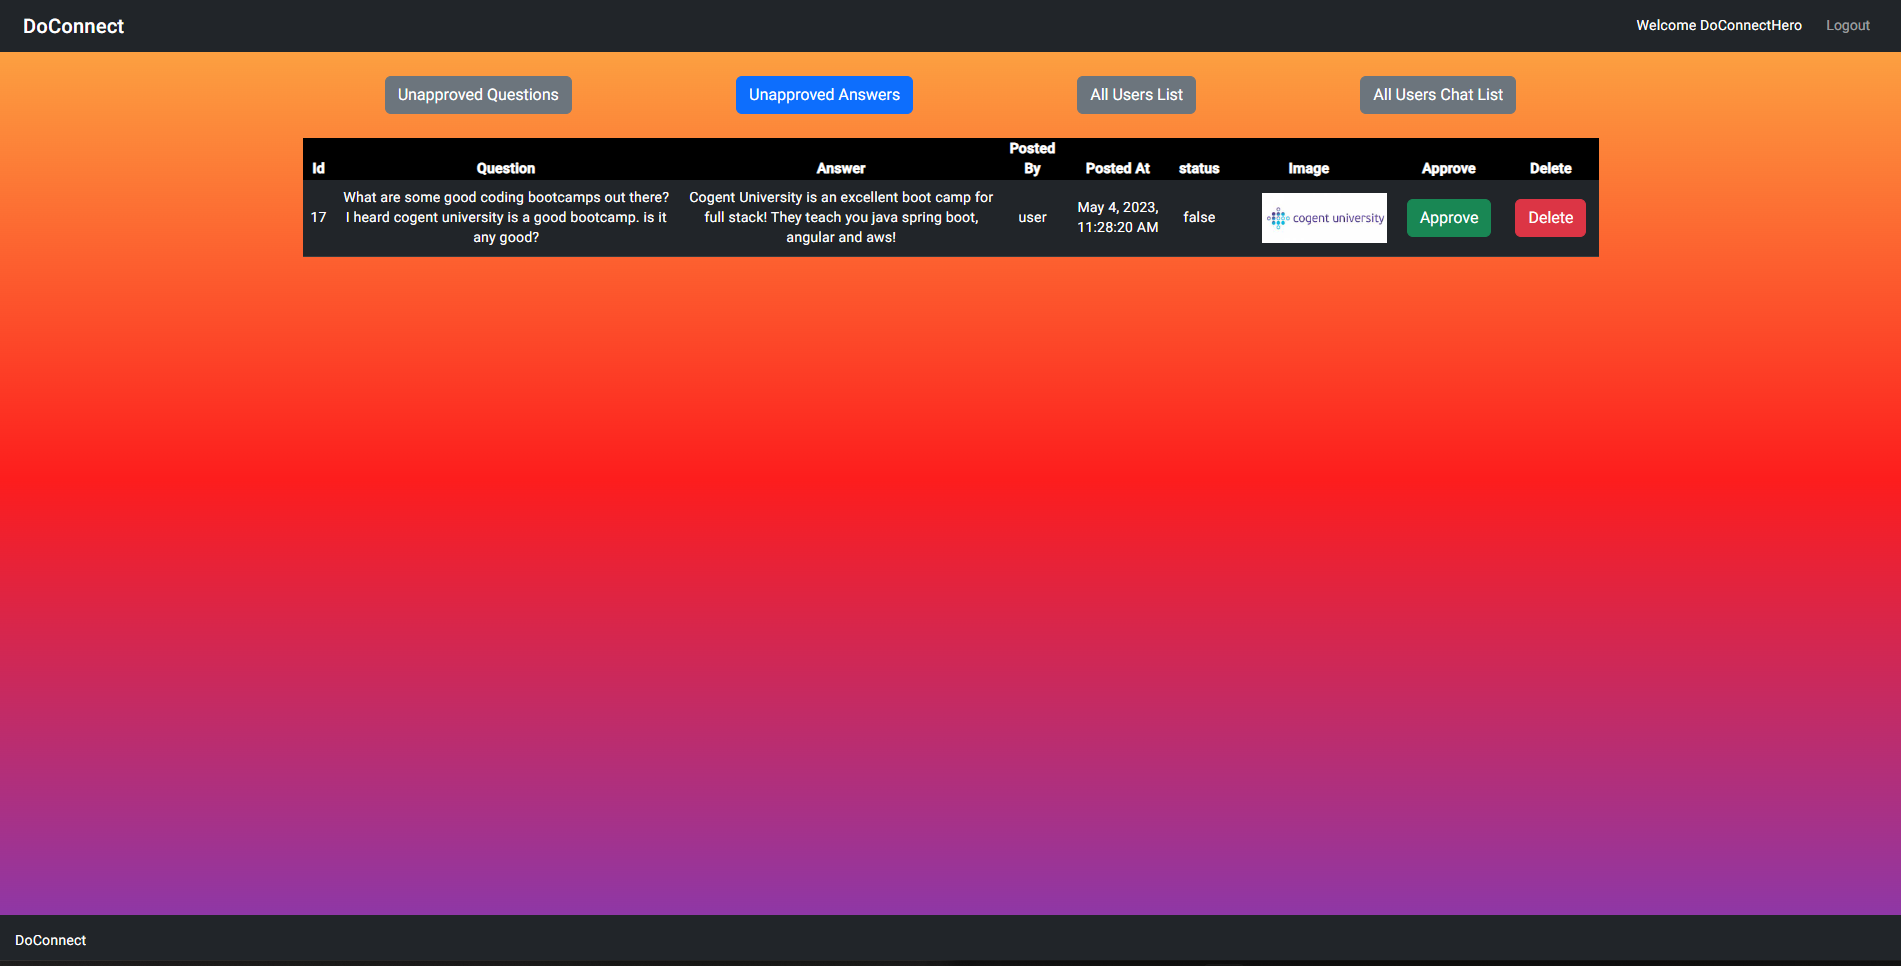 DoConnect
Welcome DoConnectHero
Logout
Unapproved Questions
Unapproved Answers
All Users List
All Users Chat List
Id
Question
Answer
Posted
By
Posted At
status
Image
Approve
Delete
17
What are some good coding bootcamps out there?
I heard cogent university is a good bootcamp. is it
any good?
Cogent University is an excellent boot camp for
full stack! They teach you java spring boot,
angular and aws!
user
May 4, 2023,
11:28:20 AM
false
cogent university
Approve
Delete
DoConnect